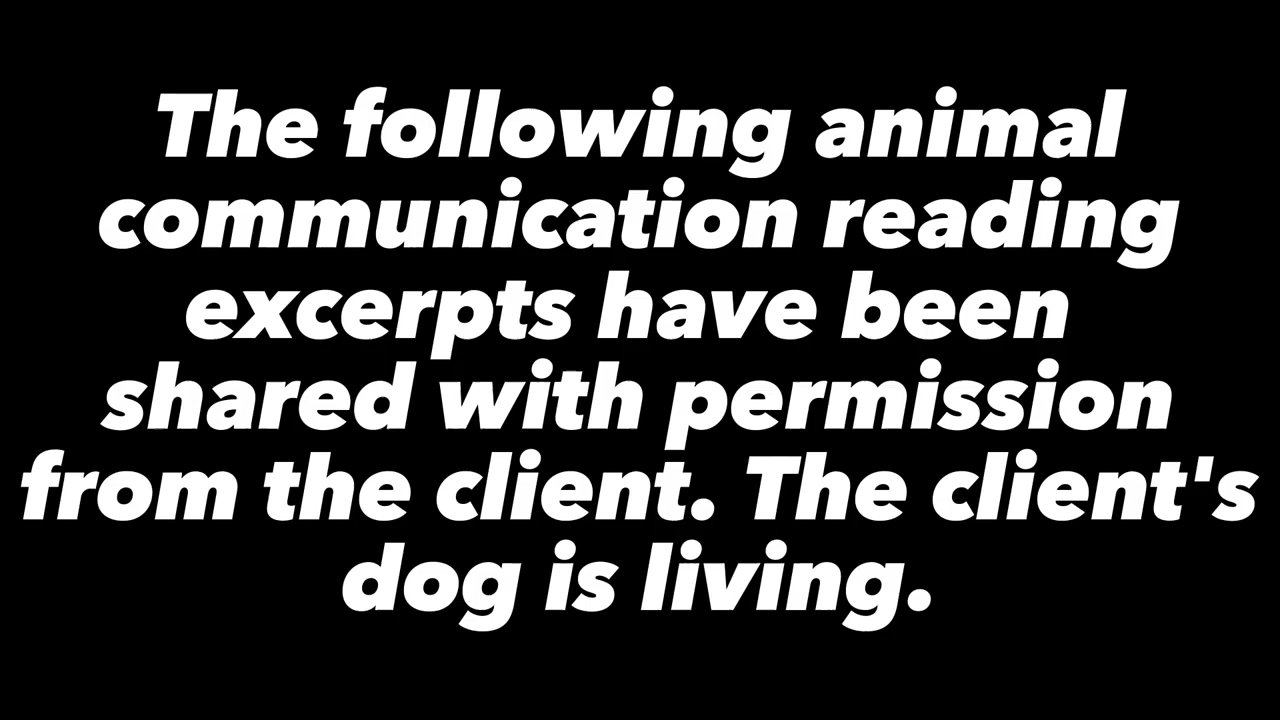 The following animal
communication reading
excerpts have been
shared with permission
from the client. The client's
dog is living.